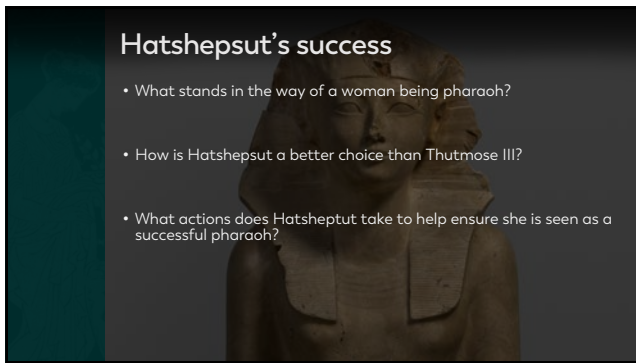 Hatshepsut's success
• What stands in the way of a woman being pharaoh?
• How is Hatshepsut a better choice than Thutmose III?
• What actions does Hatsheptut take to help ensure she is seen as a
successful pharaoh?